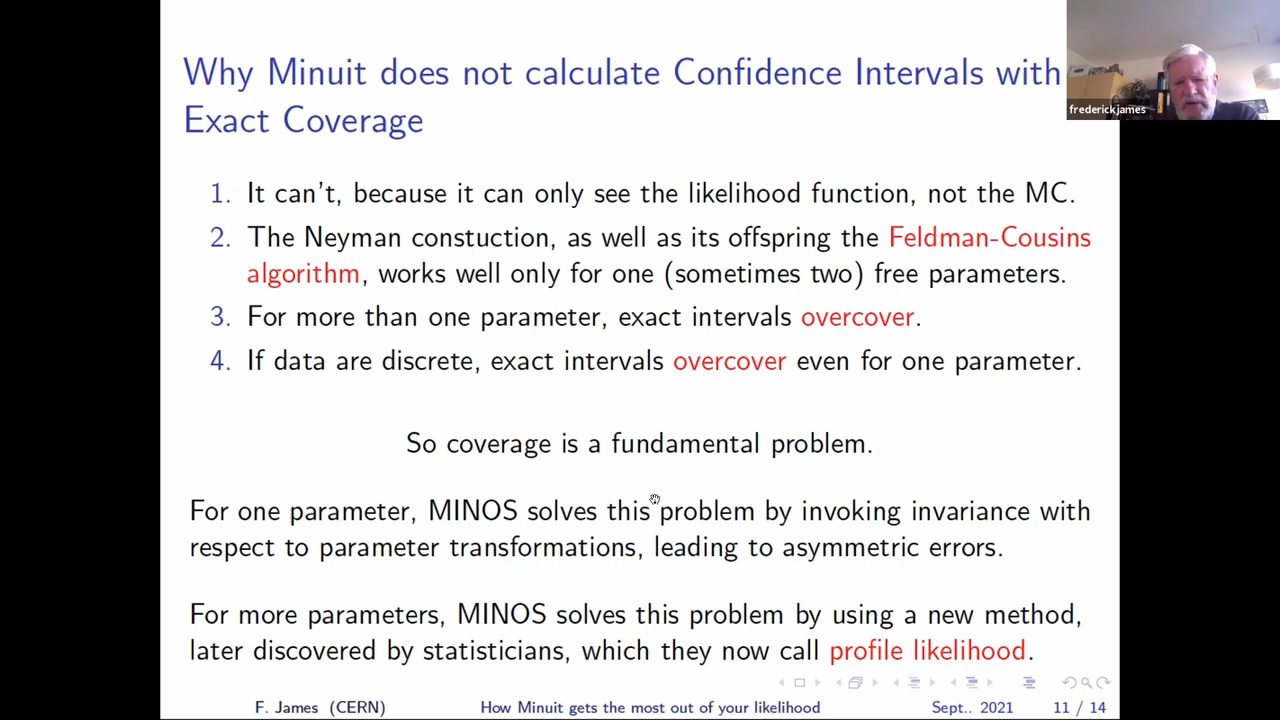 Why Minuit does not calculate Confidence Intervals with
Exact Coverage
frederickjames
1. It can't, because it can only see the likelihood function, not the MC.
2. The Neyman constuction, as well as its offspring the Feldman-Cousins
algorithm, works well only for one (sometimes two) free parameters.
3. For more than one parameter, exact intervals overcover.
4. If data are discrete, exact intervals overcover even for one parameter.
So coverage is a fundamental problem.
For one parameter, MINOS solves this problem by invoking invariance with
respect to parameter transformations, leading to asymmetric errors.
For more parameters, MINOS solves this problem by using a new method,
later discovered by statisticians, which they now call profile likelihood.
F. James (CERN) How Minuit gets the most out of your likelihood Sept.. 2021 11 / 14